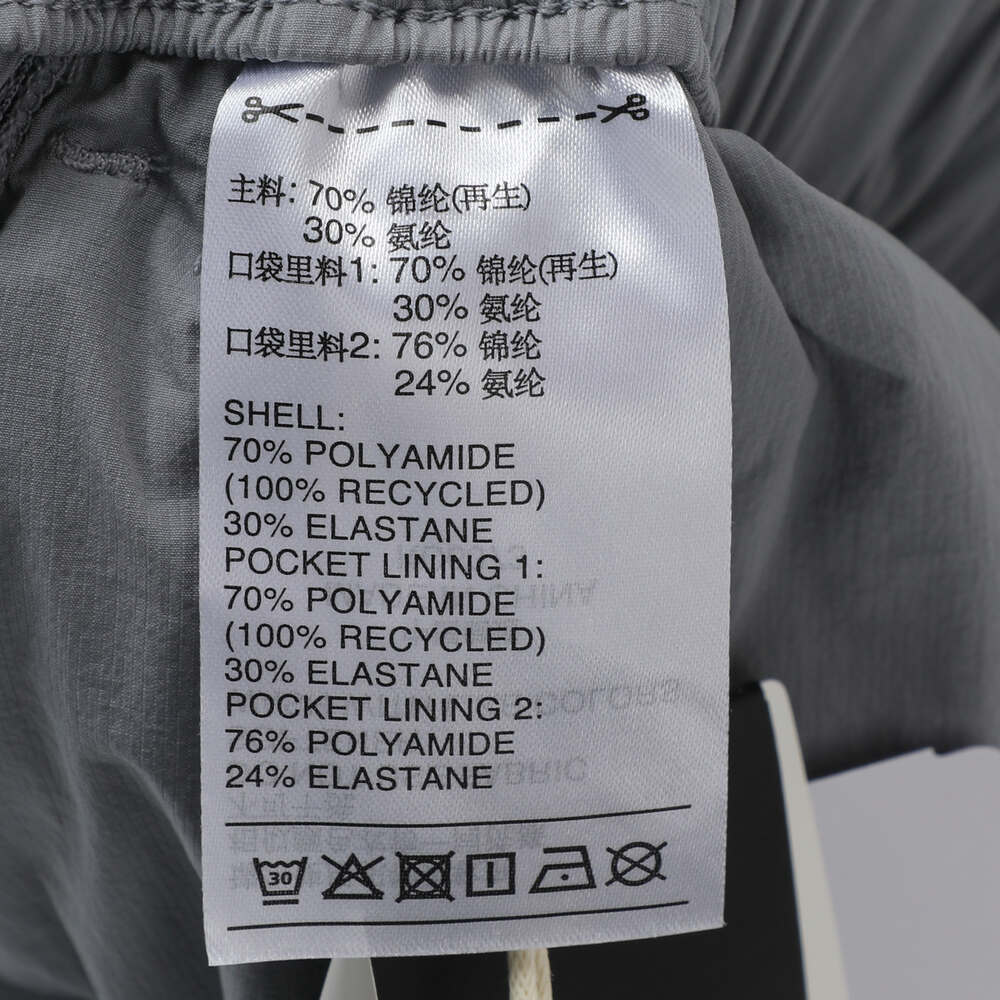 主料: 70% 锦纶(再生)
30% 氨纶
口袋里料1: 70% 锦纶(再生)
30% 氨纶
口袋里料2: 76% 锦纶
24% 氨纶
SHELL:
70% POLYAMIDE
(100% RECYCLED)
30% ELASTANE
POCKET LINING 1:
70% POLYAMIDE
(100% RECYCLED)
30% ELASTANE
POCKET LINING 2:
76% POLYAMIDE
24% ELASTANE
30